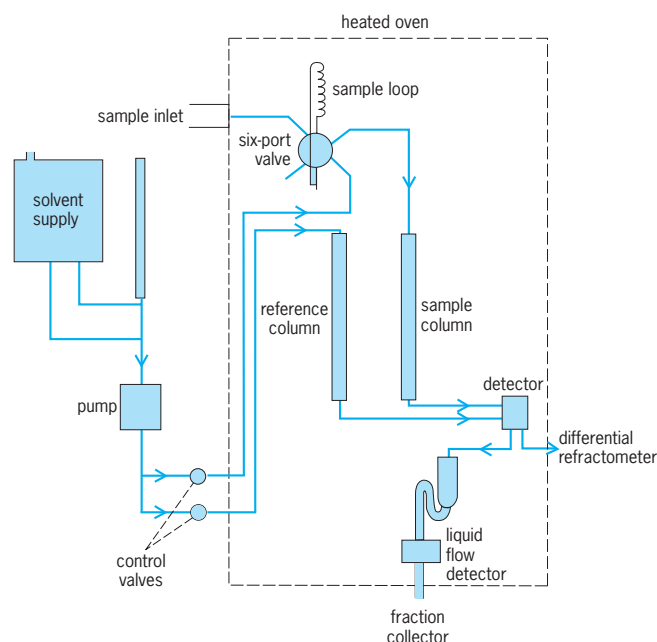 heated oven
sample loop
sample inlet
six-port
valve
solvent
supply
reference
column
sample
column
pump
detector
differential
refractometer
control
valves
liquid
flow
detector
fraction
collector